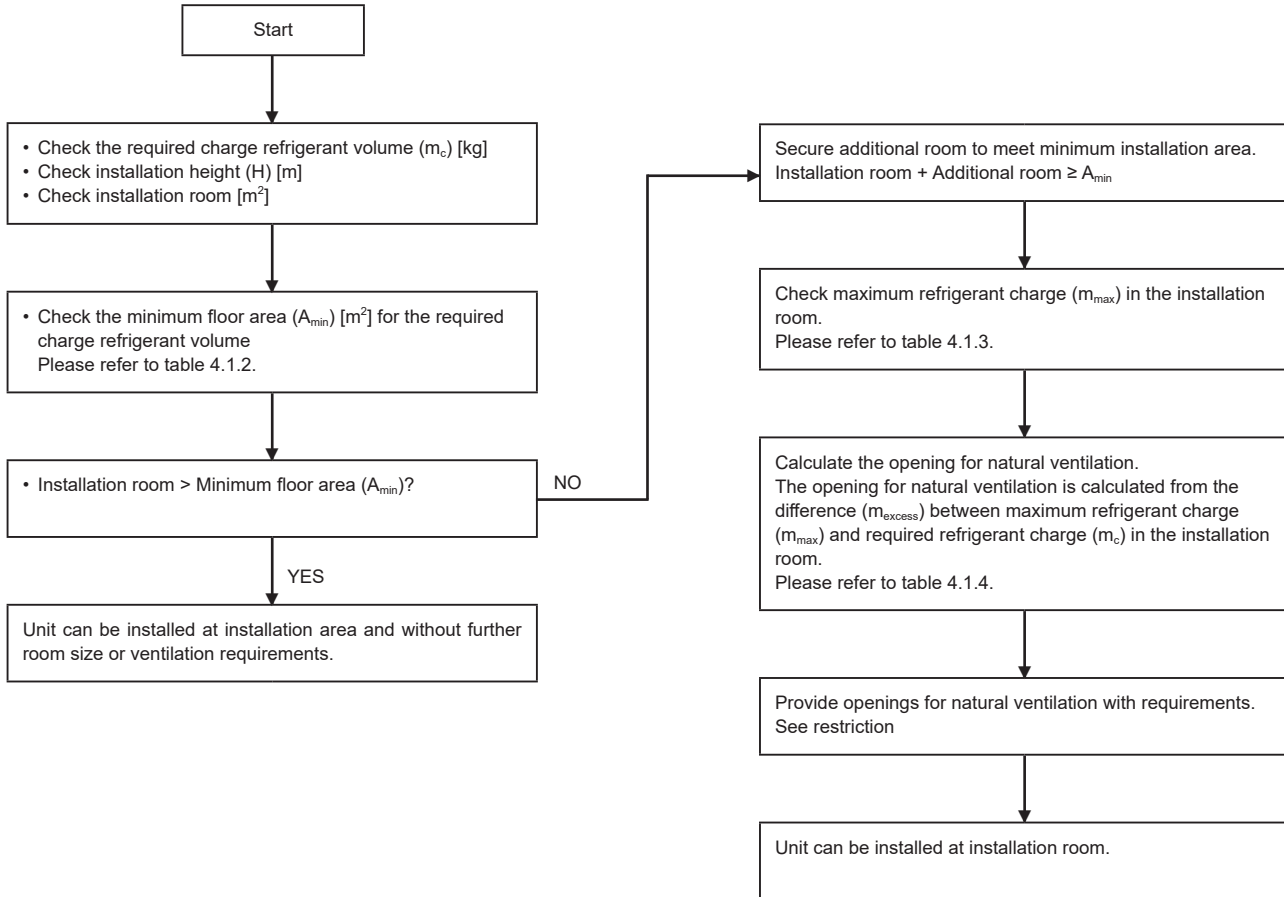 Start
• Check the required charge refrigerant volume (mc) [kg]
• Check installation height (H) [m]
• Check installation room [m²]
• Check the minimum floor area (Amin) [m²] for the required
charge refrigerant volume
Please refer to table 4.1.2.
• Installation room > Minimum floor area (Amin)?
NO
YES
Unit can be installed at installation area and without further
room size or ventilation requirements.
Secure additional room to meet minimum installation area.
Installation room + Additional room ≥ Amin
Check maximum refrigerant charge (mmax) in the installation
room.
Please refer to table 4.1.3.
Calculate the opening for natural ventilation.
The opening for natural ventilation is calculated from the
difference (mexcess) between maximum refrigerant charge
(mmax) and required refrigerant charge (mc) in the installation
room.
Please refer to table 4.1.4.
Provide openings for natural ventilation with requirements.
See restriction
Unit can be installed at installation room.